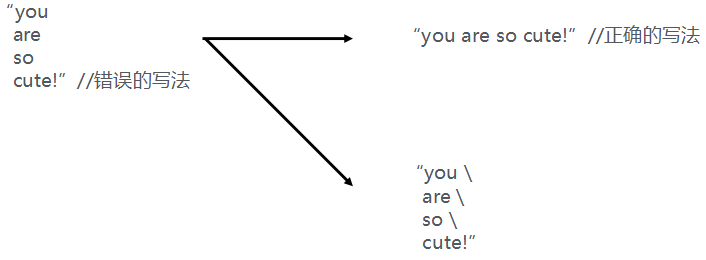 “you
are
so
cute!” //错误的写法
“you are so cute!” //正确的写法
“you \
are \
so \
cute!”